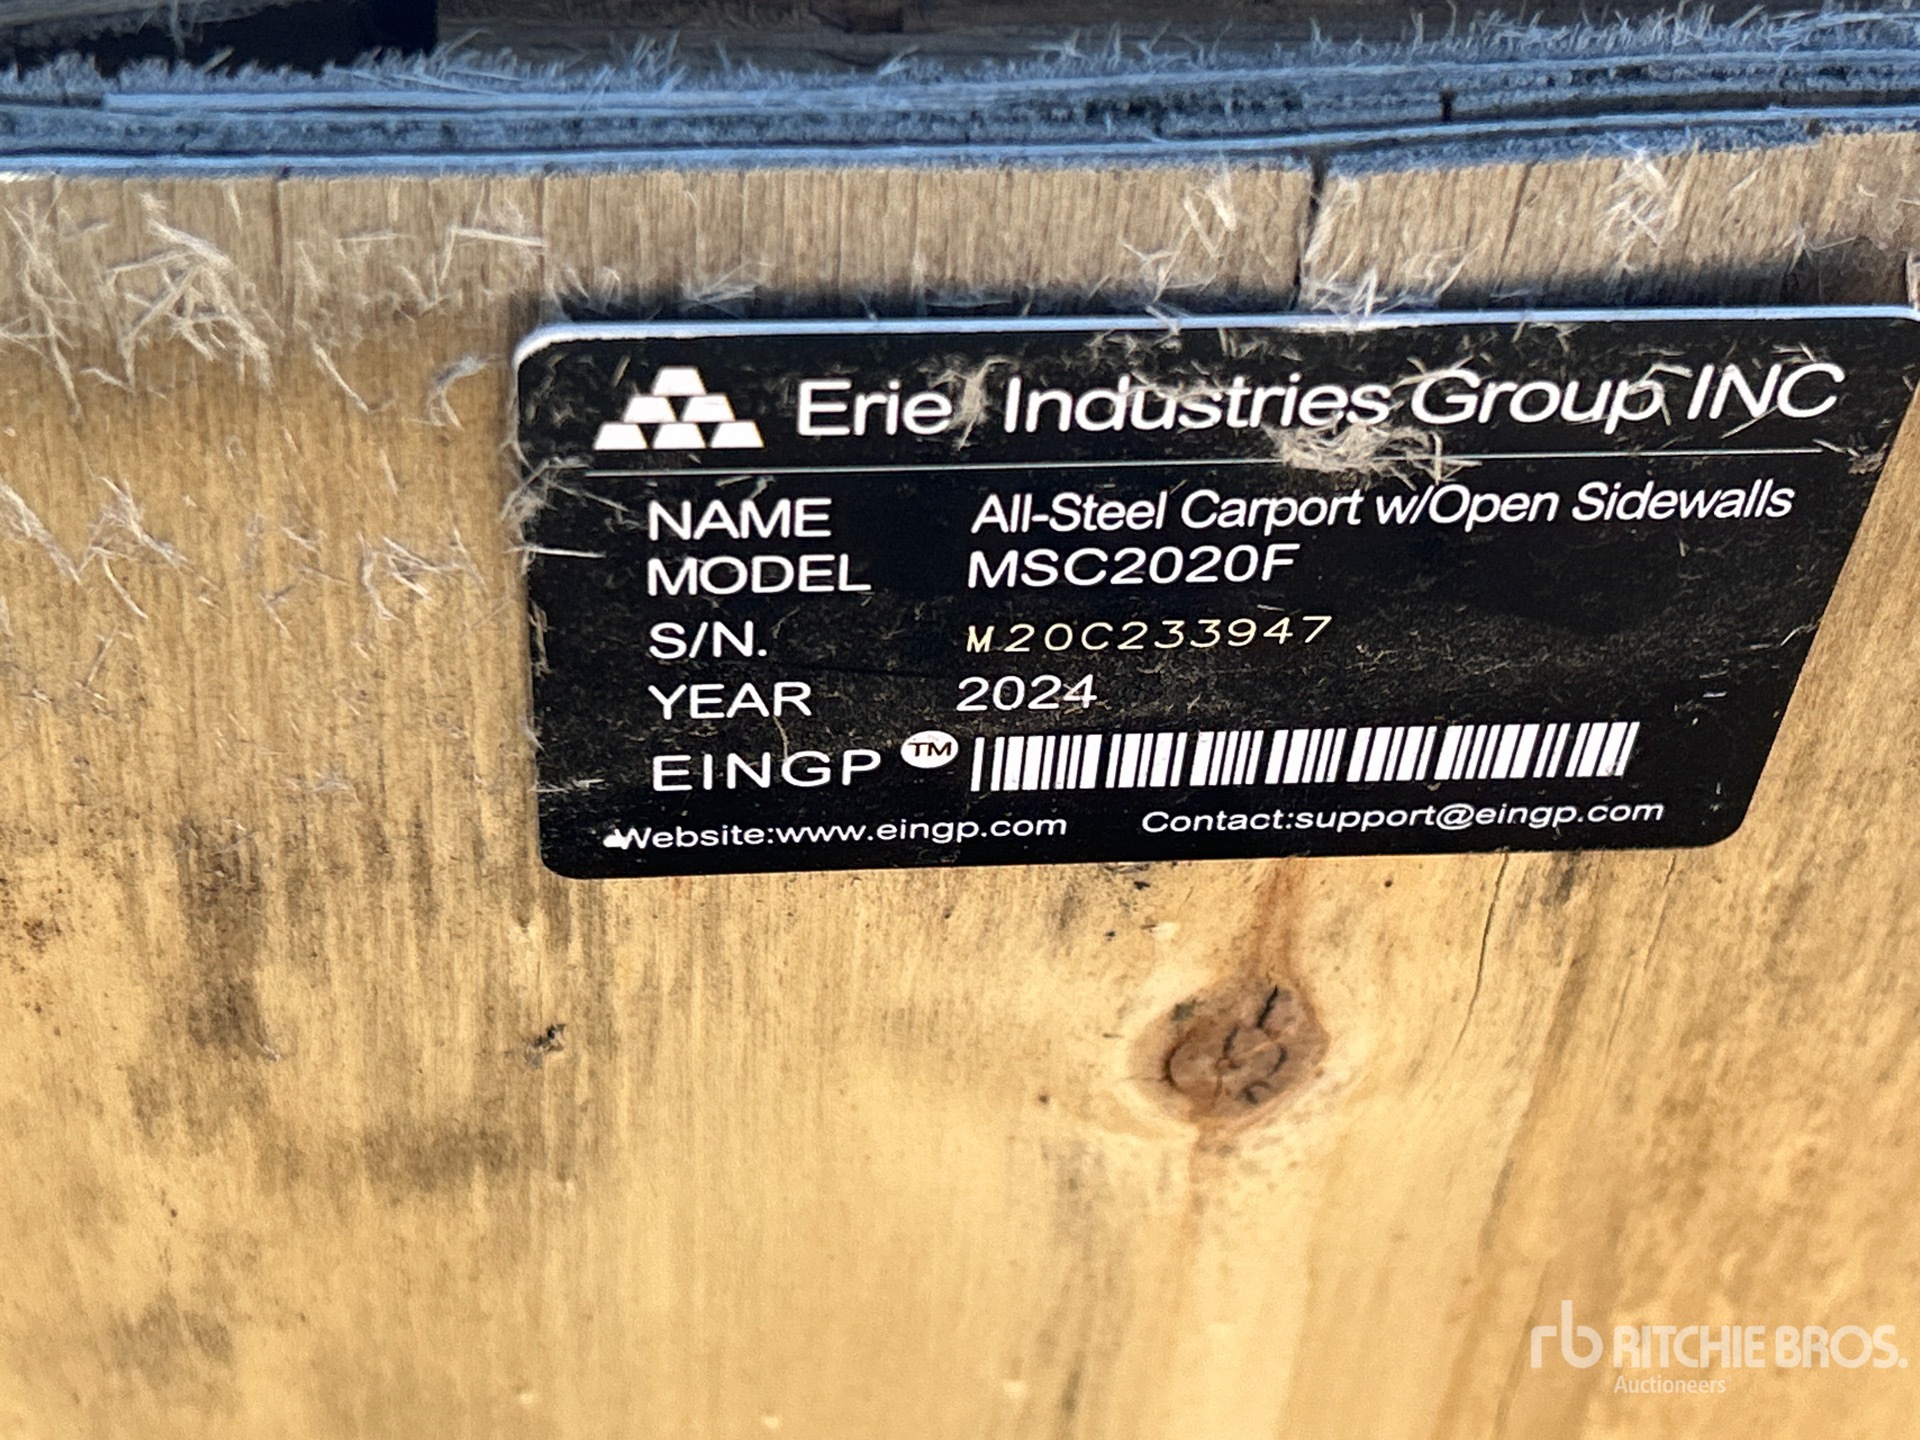 Erie Industries Group INC
NAME All-Steel Carport w/Open Sidewalls
MODEL MSC2020F
S/N. M20C233947
YEAR 2024
EINGP TM
Website:www.eingp.com Contact:support@eingp.com
rb RITCHIE BROS.
Auctioneers